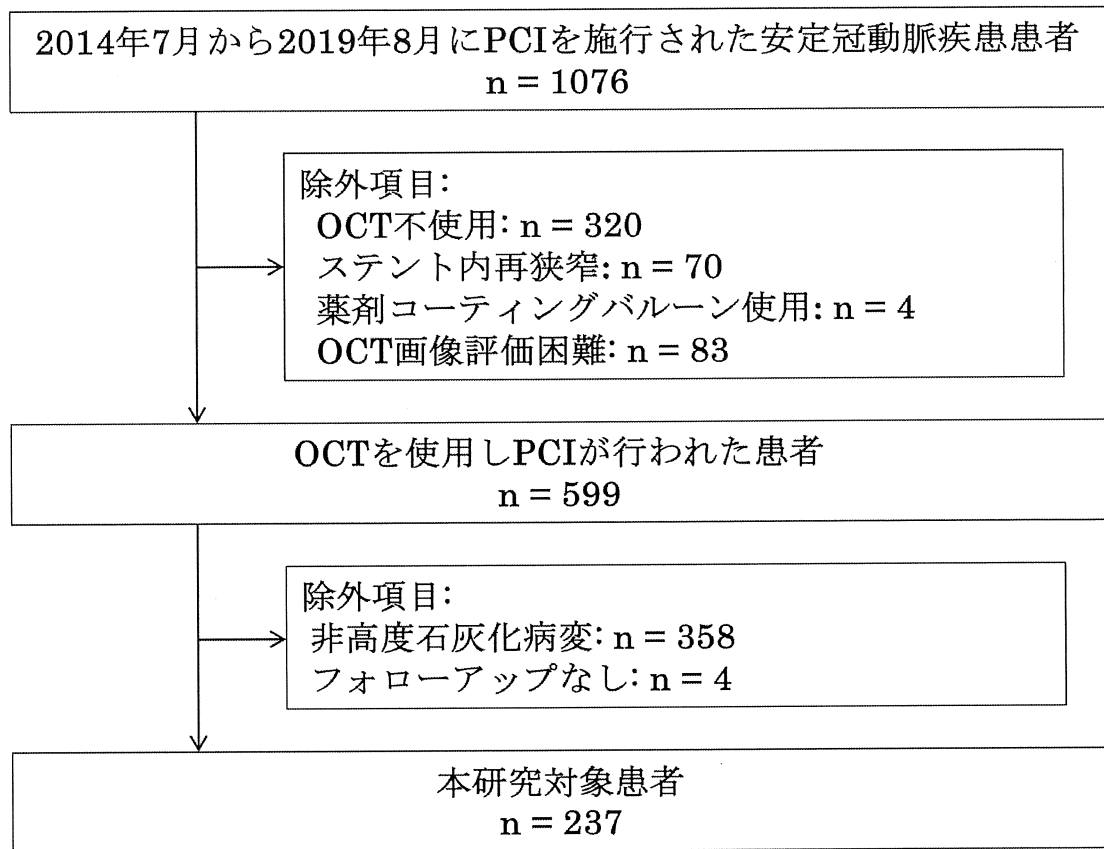 2014年7月から2019年8月にPCIを施行された安定冠動脈疾患患者
n = 1076
除外項目:
OCT不使用: n = 320
ステント内再狭窄: n = 70
薬剤コーティングバルーン使用: n = 4
OCT画像評価困難: n = 83
OCTを使用しPCIが行われた患者
n = 599
除外項目:
非高度石灰化病変: n = 358
フォローアップなし: n = 4
本研究対象患者
n = 237